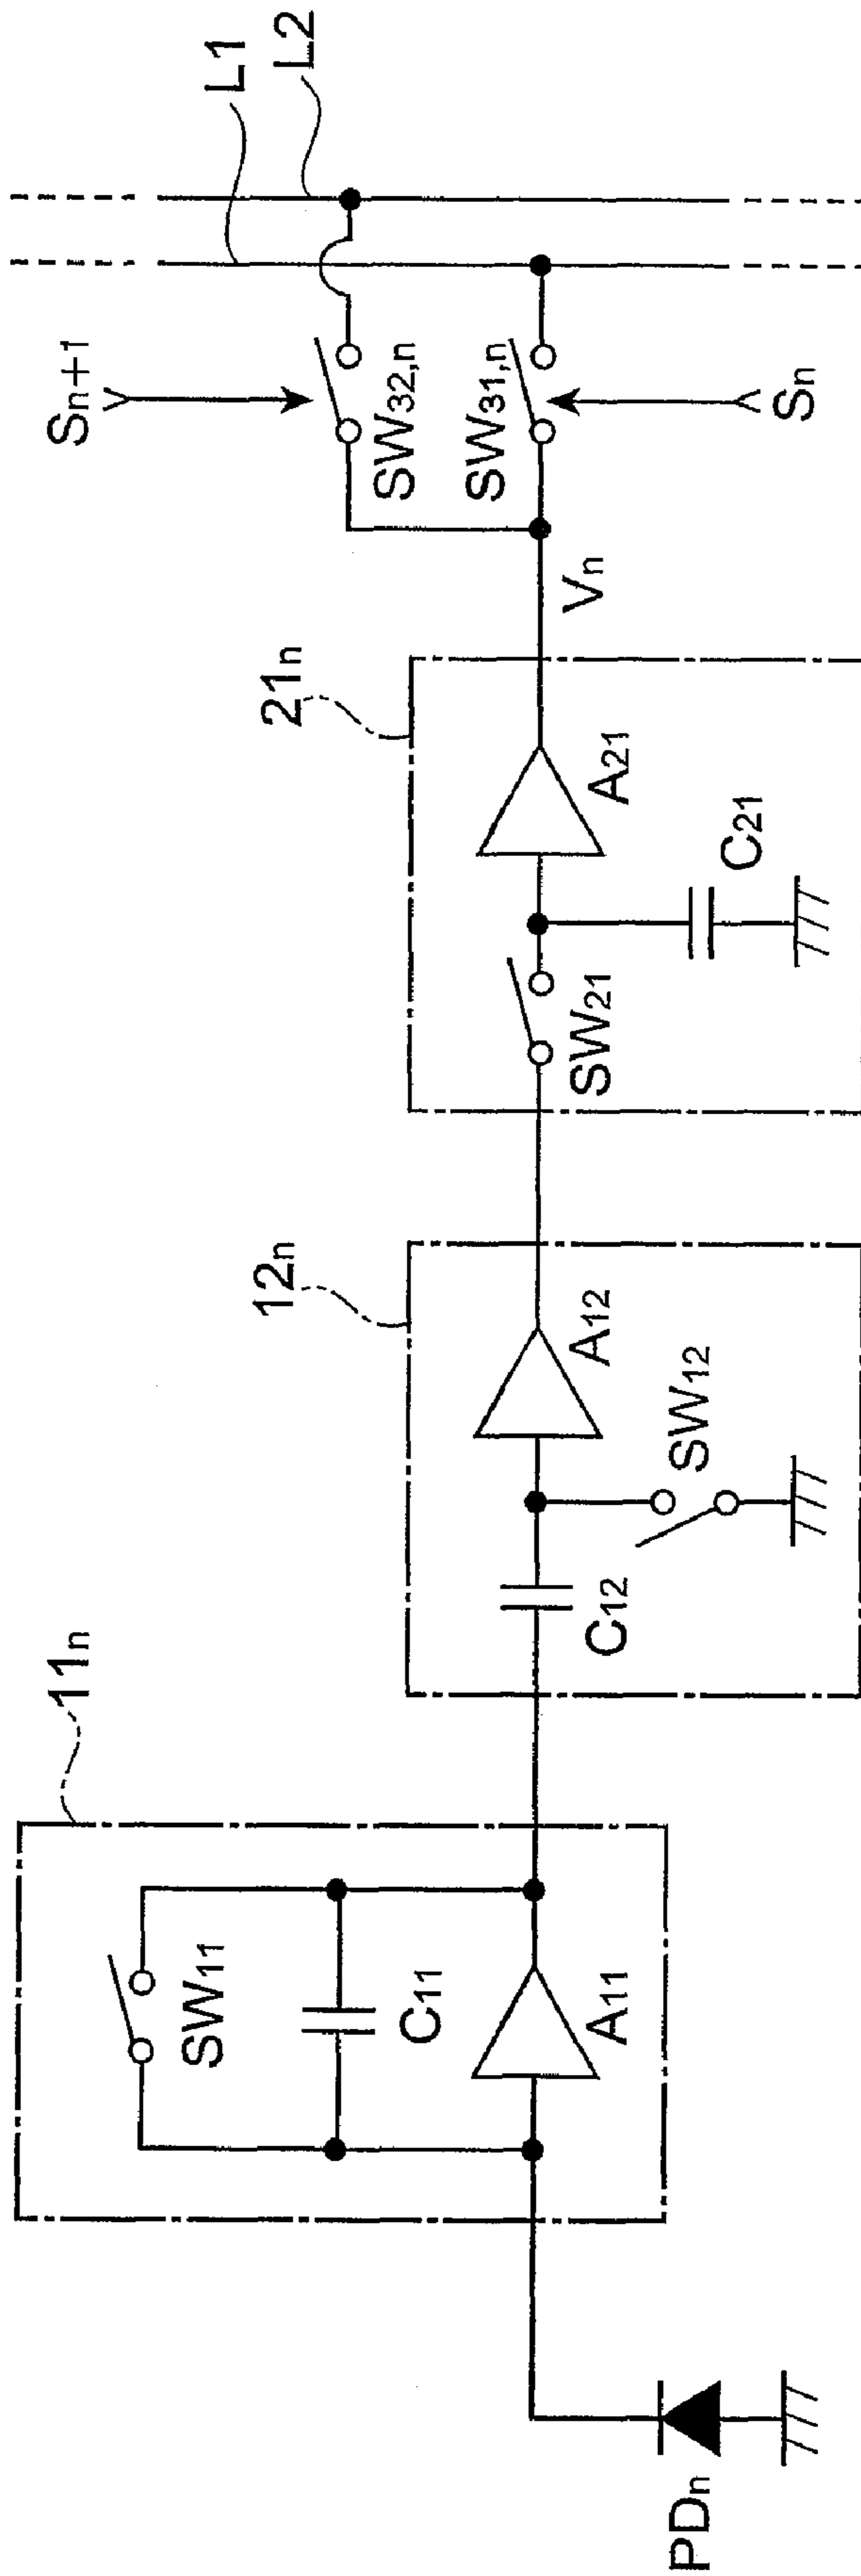 PDn
11n
SW11
C11
A11
12n
C12
A12
SW12
21n
SW21
A21
C21
Vn
Sn+1
SW32,n
SW31,n
Sn
L1
L2